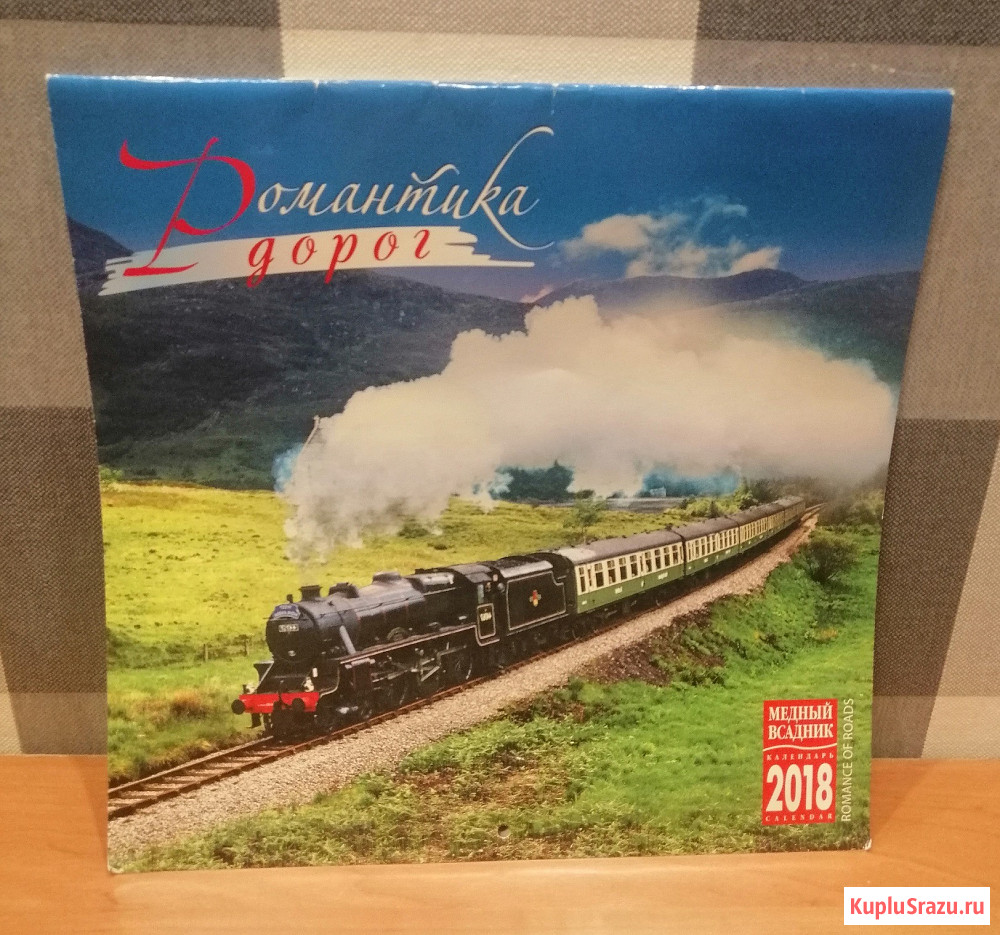 Романтика
дорог
МЕДНЫЙ
ВСАДНИК
КАЛЕНДАРЬ
2018
CALENDAR
ROMANCE OF ROADS
KupluSrazu.ru